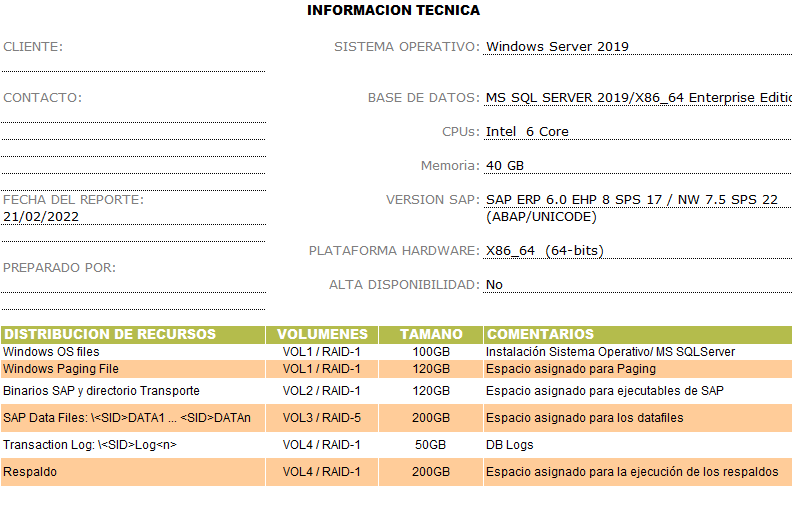 INFORMACION TECNICA
CLIENTE:
SISTEMA OPERATIVO: Windows Server 2019
CONTACTO:
BASE DE DATOS: MS SQL SERVER 2019/X86_64 Enterprise Editio
CPUs: Intel 6 Core
Memoria: 40 GB
FECHA DEL REPORTE:
21/02/2022
VERSION SAP: SAP ERP 6.0 EHP 8 SPS 17 / NW 7.5 SPS 22
(ABAP/UNICODE)
PLATAFORMA HARDWARE: X86_64 (64-bits)
PREPARADO POR:
ALTA DISPONIBILIDAD: No
DISTRIBUCION DE RECURSOS VOLUMENES TAMANO COMENTARIOS
Windows OS files VOL1 / RAID-1 100GB Instalación Sistema Operativo/ MS SQLServer
Windows Paging File VOL1 / RAID-1 120GB Espacio asignado para Paging
Binarios SAP y directorio Transporte VOL2 / RAID-1 120GB Espacio asignado para ejecutables de SAP
SAP Data Files: \<SID>DATA1 ... <SID>DATAn VOL3 / RAID-5 200GB Espacio asignado para los datafiles
Transaction Log: \<SID>Log<n> VOL4 / RAID-1 50GB DB Logs
Respaldo VOL4 / RAID-1 200GB Espacio asignado para la ejecución de los respaldos